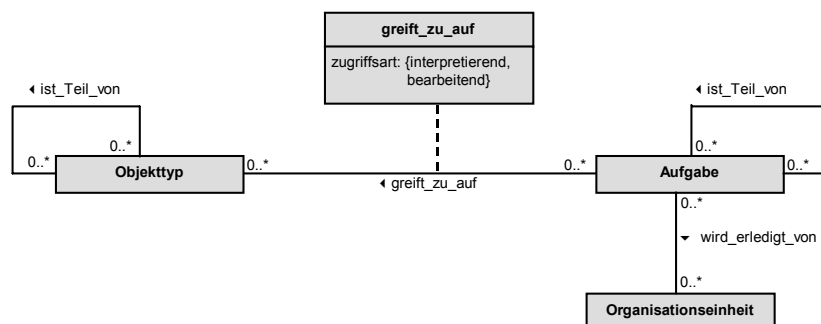 greift_zu_auf
zugriffsart: {interpretierend,
bearbeitend}
ist_Teil_von
ist_Teil_von
0..*
0..*
0..*
0..*
0..*
0..*
Objekttyp
Aufgabe
greift_zu_auf
0..*
wird_erledigt_von
0..*
Organisationseinheit